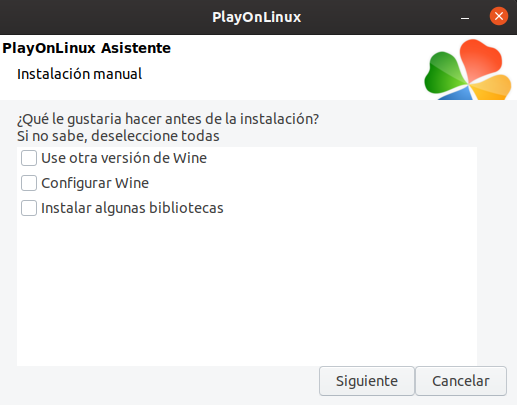 PlayOnLinux
PlayOnLinux Asistente
Instalación manual
¿Qué le gustaria hacer antes de la instalación?
Si no sabe, deseleccione todas
Use otra versión de Wine
Configurar Wine
Instalar algunas bibliotecas
Siguiente
Cancelar